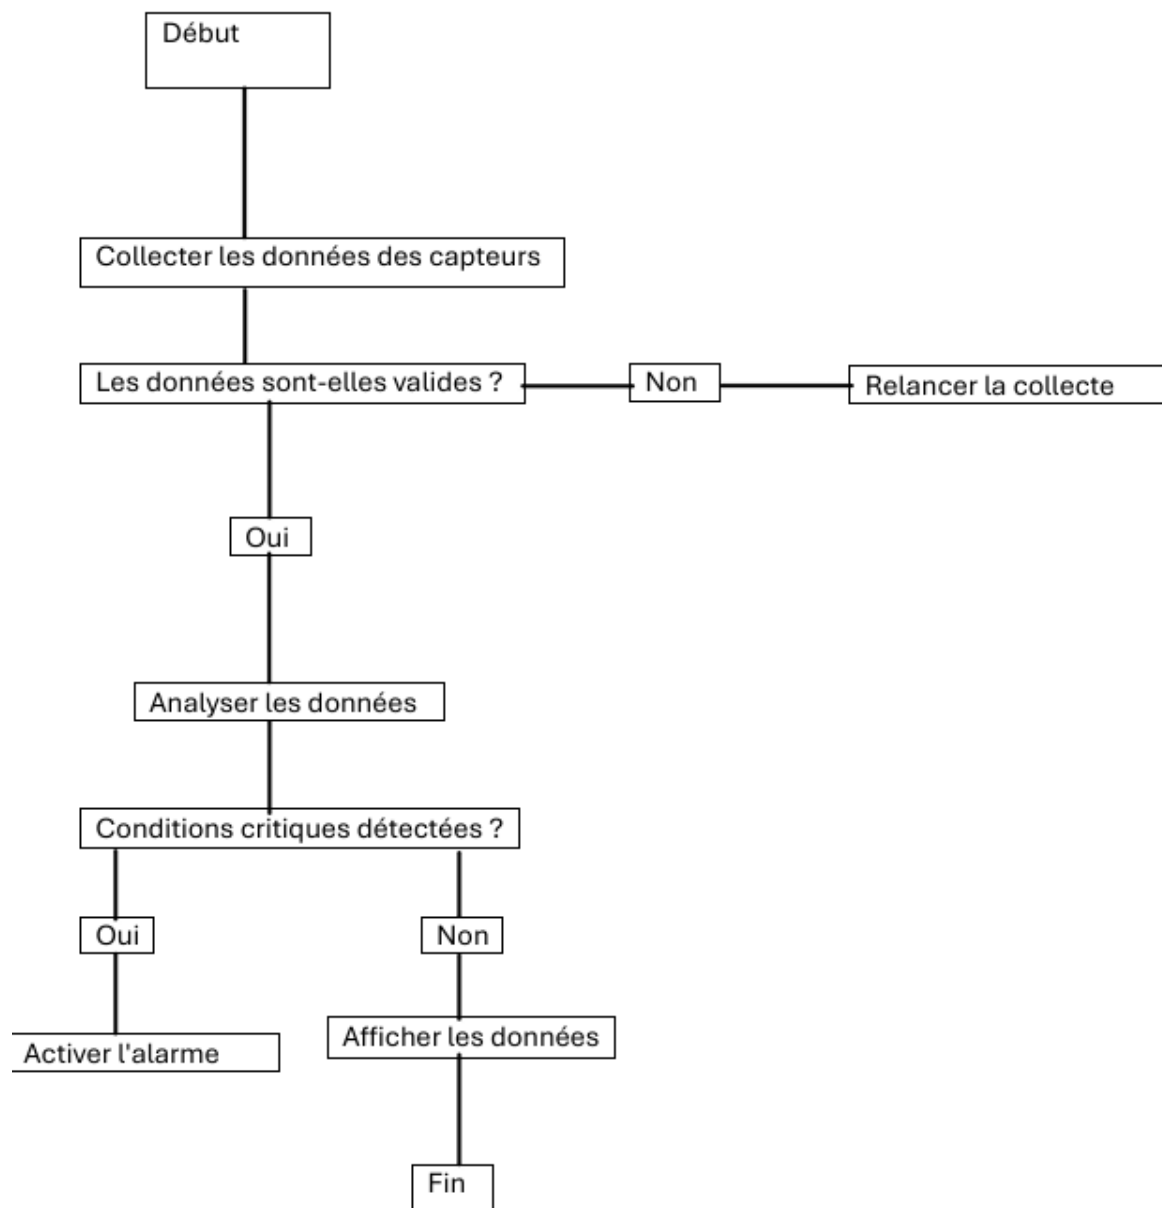 Début
Collecter les données des capteurs
Les données sont-elles valides ?
Non
Relancer la collecte
Oui
Analyser les données
Conditions critiques détectées ?
Oui
Non
Activer l'alarme
Afficher les données
Fin